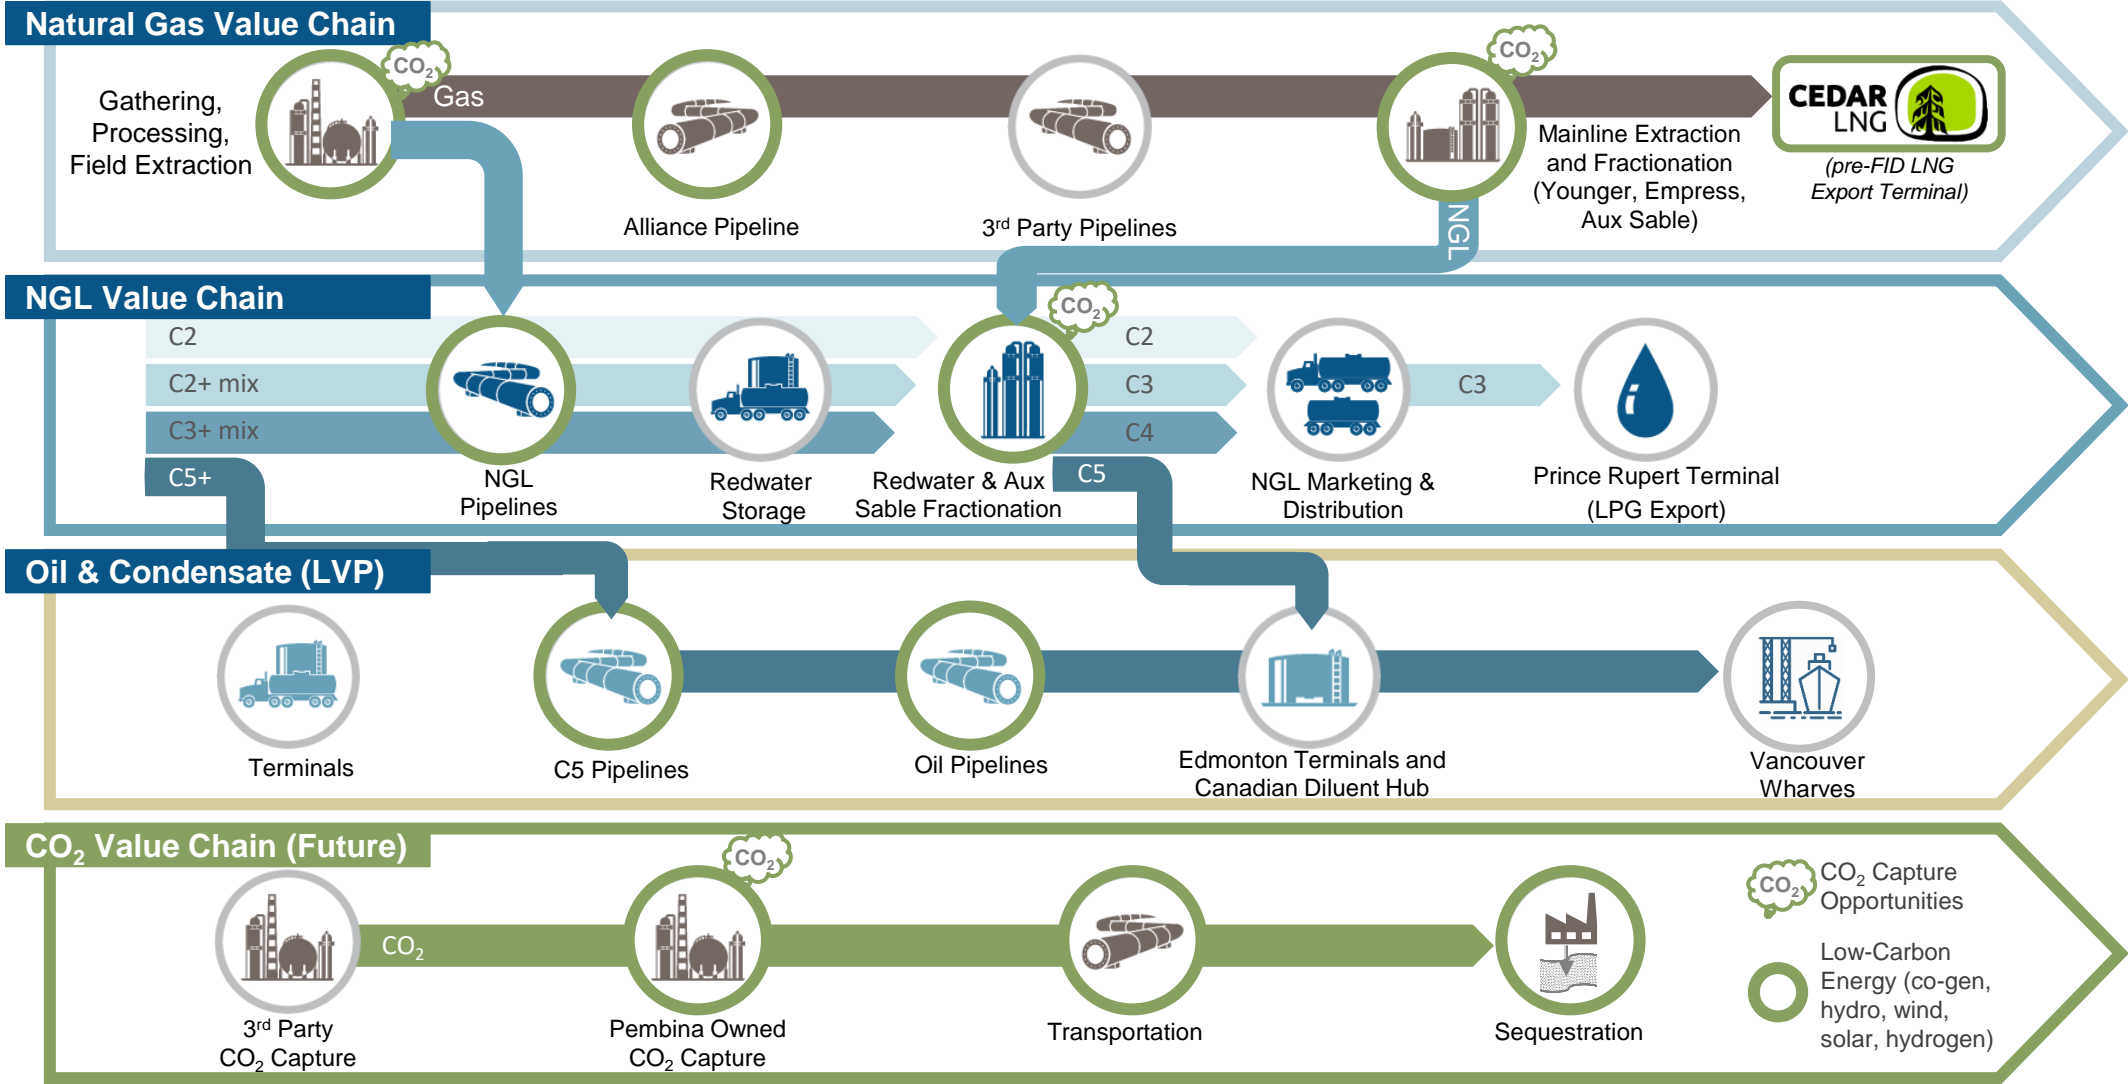 Natural Gas Value Chain
CO2
Gas
Gathering,
Processing,
Field Extraction
Alliance Pipeline
3rd Party Pipelines
CO2
NGL
Mainline Extraction
and Fractionation
(Younger, Empress,
Aux Sable)
CEDAR
LNG
(pre-FID LNG
Export Terminal)
NGL Value Chain
C2
C2+ mix
C3+ mix
C5+
NGL
Pipelines
Redwater
Storage
CO2
Redwater & Aux
Sable Fractionation
C2
C3
C4
C5
NGL Marketing &
Distribution
C3
Prince Rupert Terminal
(LPG Export)
Oil & Condensate (LVP)
Terminals
C5 Pipelines
Oil Pipelines
Edmonton Terminals and
Canadian Diluent Hub
Vancouver
Wharves
CO2 Value Chain (Future)
3rd Party
CO2 Capture
CO2
CO2
Pembina Owned
CO2 Capture
Transportation
Sequestration
CO2
CO2 Capture
Opportunities
Low-Carbon
Energy (co-gen,
hydro, wind,
solar, hydrogen)